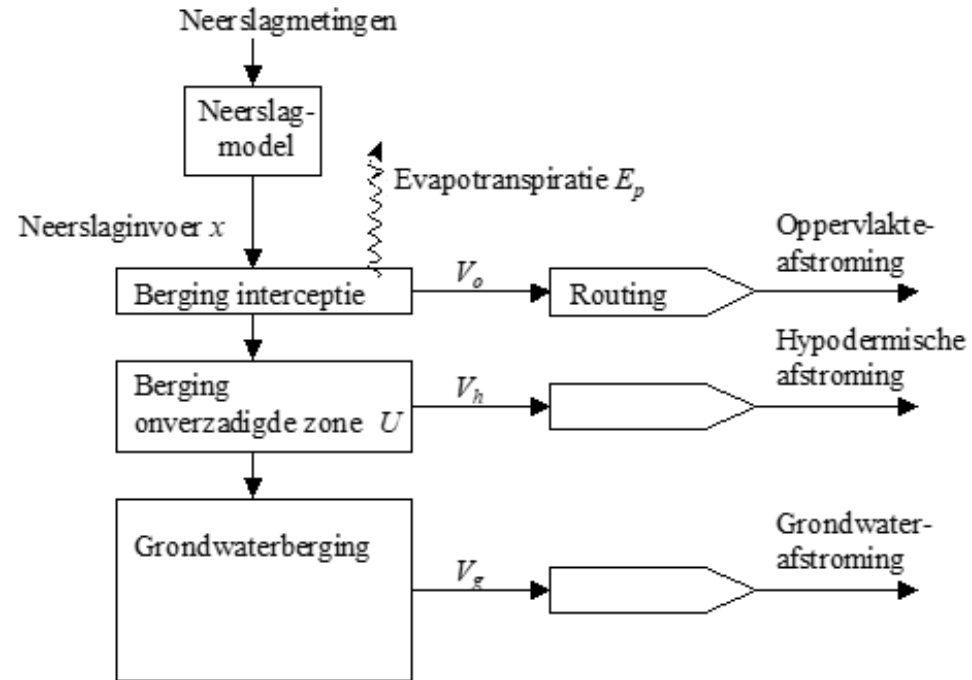 Neerslagmetingen
Neerslag-
model
Evapotranspiratie E_p
Neerslaginvoer x
Oppervlakte-
afstroming
Berging interceptie
V_o
Routing
Hypodermische
afstroming
Berging
onverzadigde zone U
V_h
Grondwater-
afstroming
Grondwaterberging
V_g